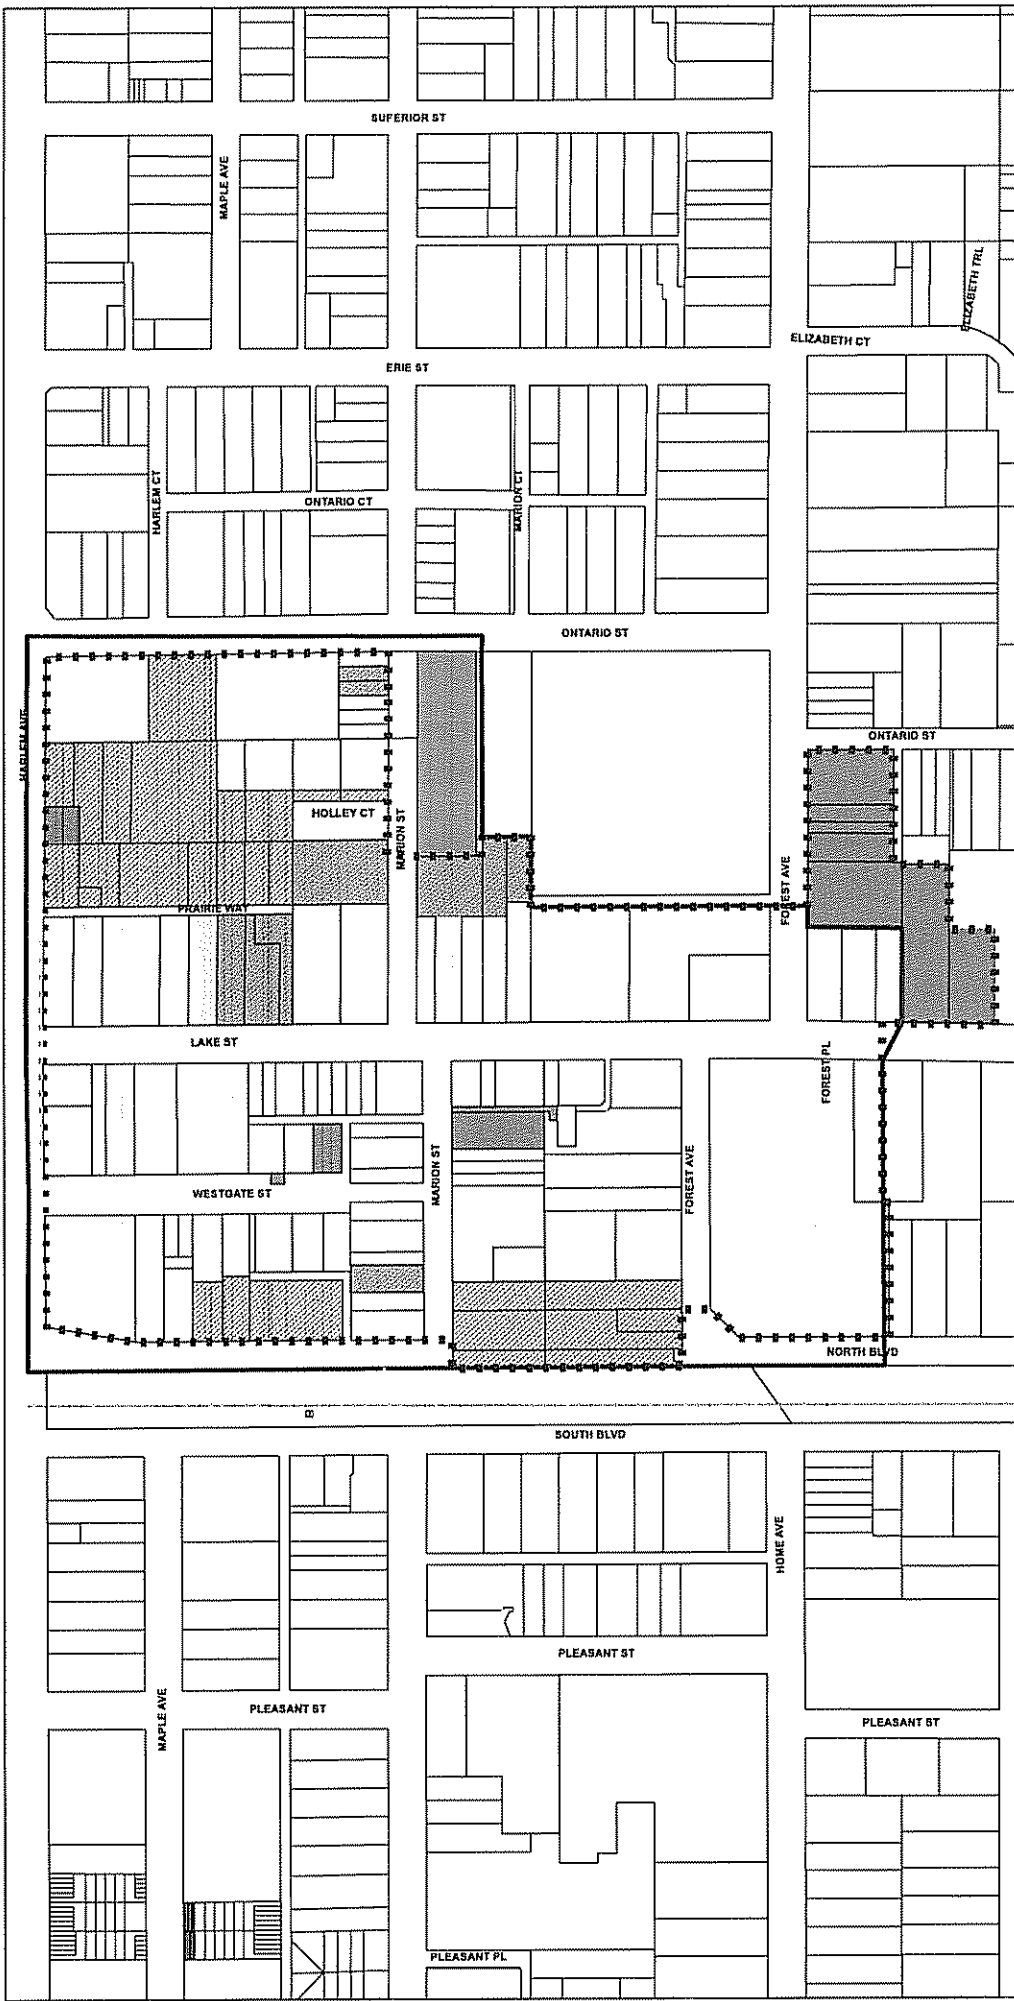 SUPERIOR ST
MAPLE AVE
ELIZABETH TRL
ELIZABETH CT
ERIE ST
HARLEM CT
ONTARIO CT
MARION CT
ONTARIO ST
HARLEM AVE
ONTARIO ST
HOLLEY CT
MARION ST
FOREST AVE
PRAIRIE WAY
LAKE ST
FOREST PL
MARION ST
FOREST AVE
WESTGATE ST
NORTH BLVD
SOUTH BLVD
HOME AVE
PLEASANT ST
MAPLE AVE
PLEASANT ST
PLEASANT ST
PLEASANT PL